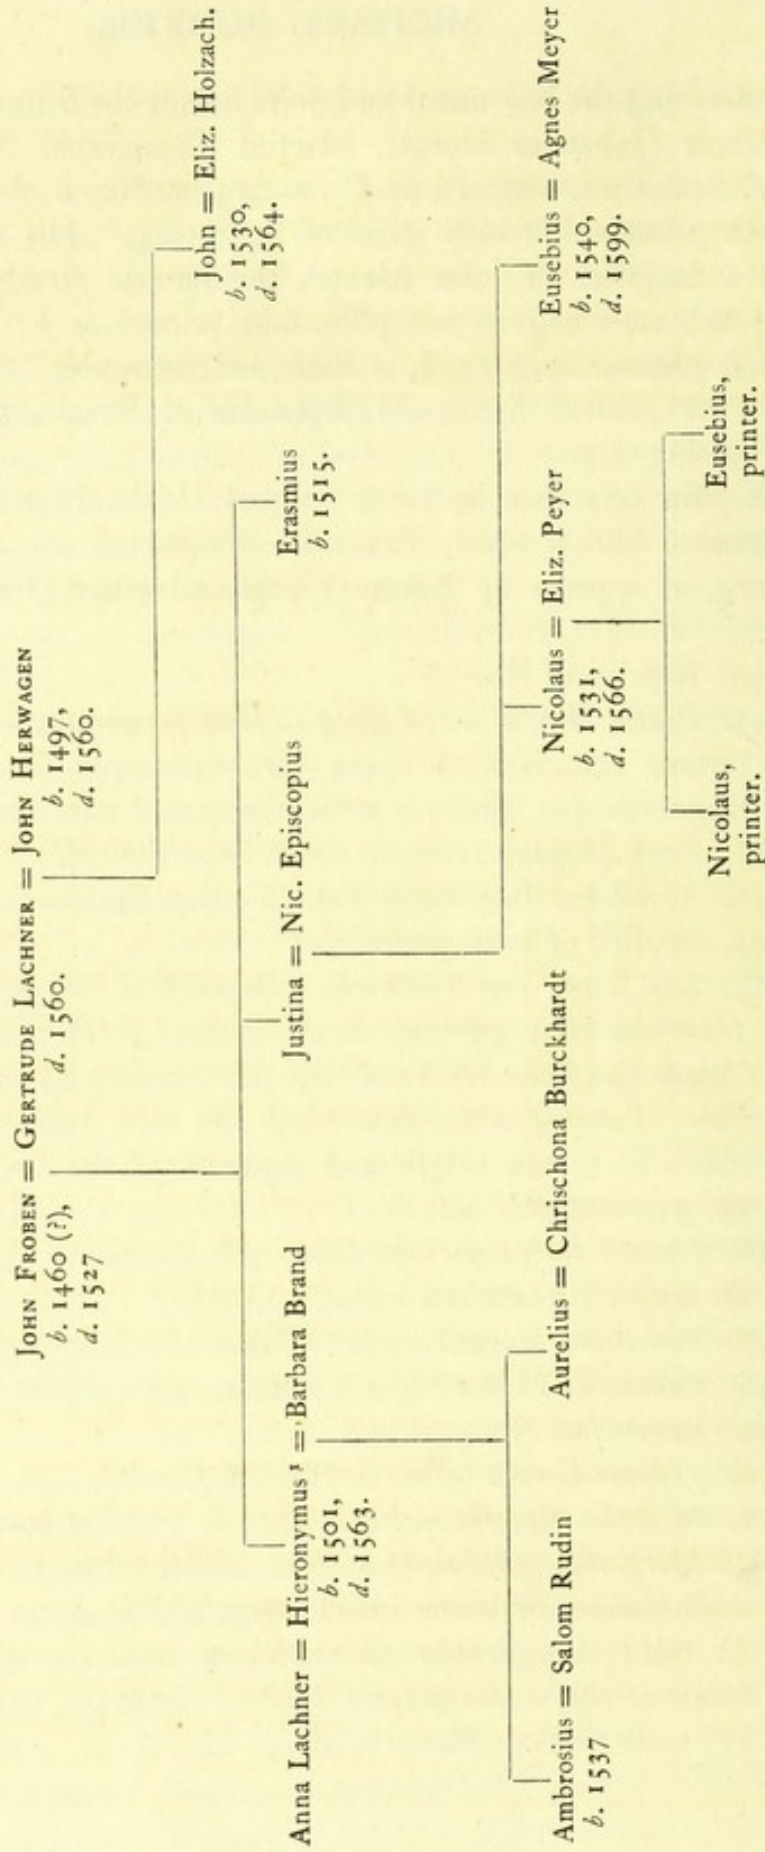 JOHN FROBEN = GERTRUDE LACHNER = JOHN HERWAGEN
b. 1460 (?),
d. 1527
d. 1560.
b. 1497,
d. 1560.
Anna Lachner = Hieronymus ¹ = Barbara Brand
b. 1501,
d. 1563.
Justina = Nic. Episcopius
Erasmius
b. 1515.
John = Eliz. Holzach.
b. 1530,
d. 1564.
Ambrosius = Salom Rudin
b. 1537
Aurelius = Chrischona Burckhardt
Nicolaus = Eliz. Peyer
b. 1531,
d. 1566.
Eusebius = Agnes Meyer
b. 1540,
d. 1599.
Nicolaus,
printer.
Eusebius,
printer.